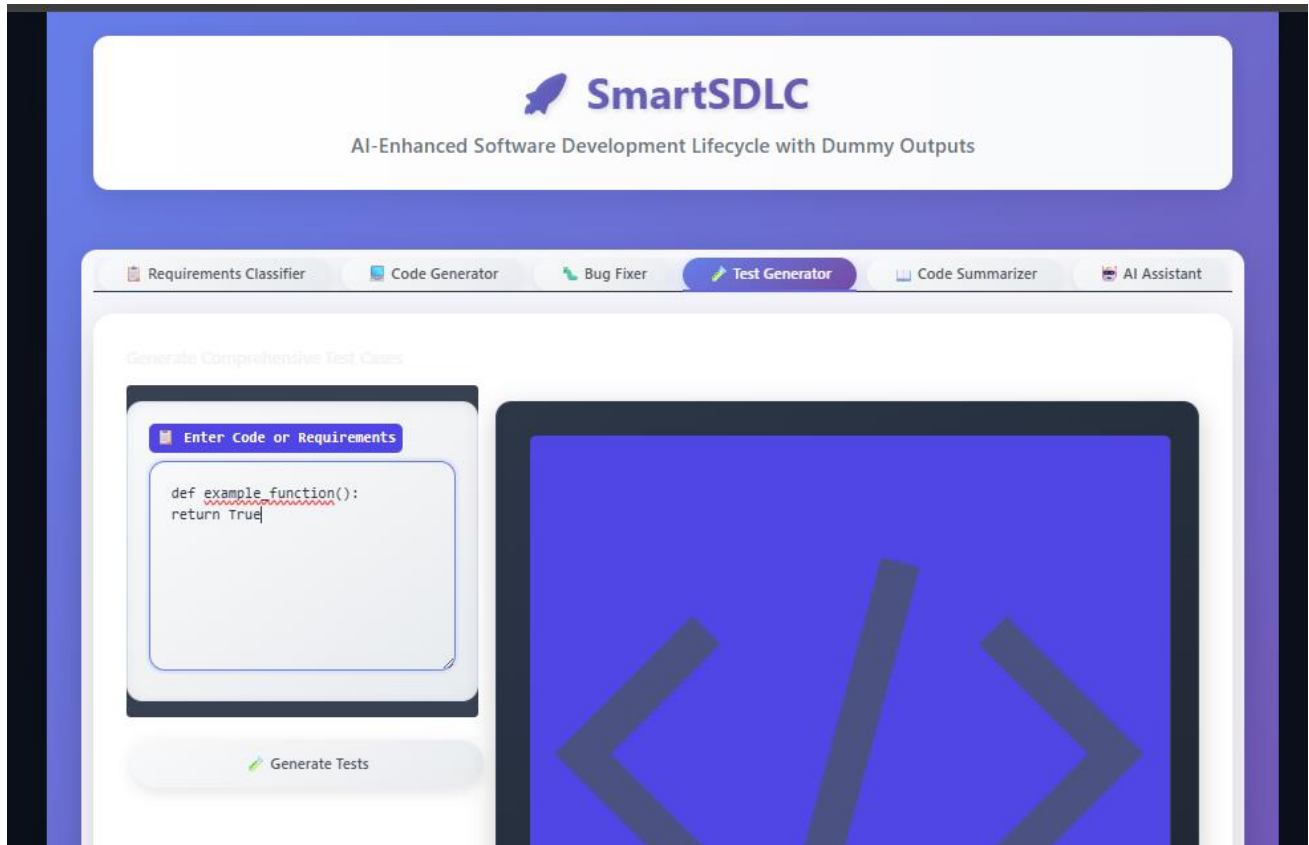 SmartSDLC
AI-Enhanced Software Development Lifecycle with Dummy Outputs
Requirements Classifier Code Generator Bug Fixer Test Generator Code Summarizer AI Assistant
Generate Comprehensive Test Cases
Enter Code or Requirements
def example_function():
return True
Generate Tests